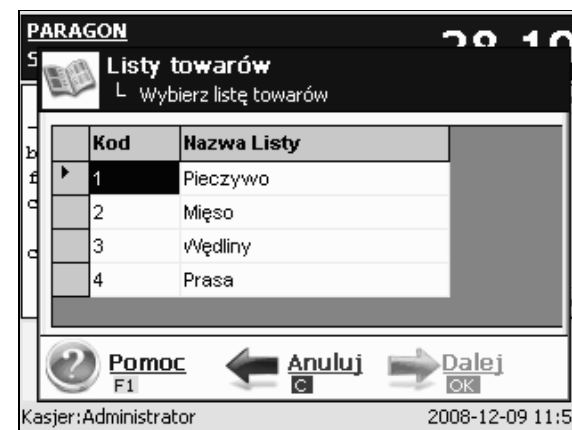 PARAGON
Listy towarów
Wybierz listę towarów
Kod Nazwa Listy
1 Pieczywo
2 Mięso
3 Wędliny
4 Prasa
Pomoc Anuluj Dalej
F1 C OK
Kasjer:Administrator 2008-12-09 11:5